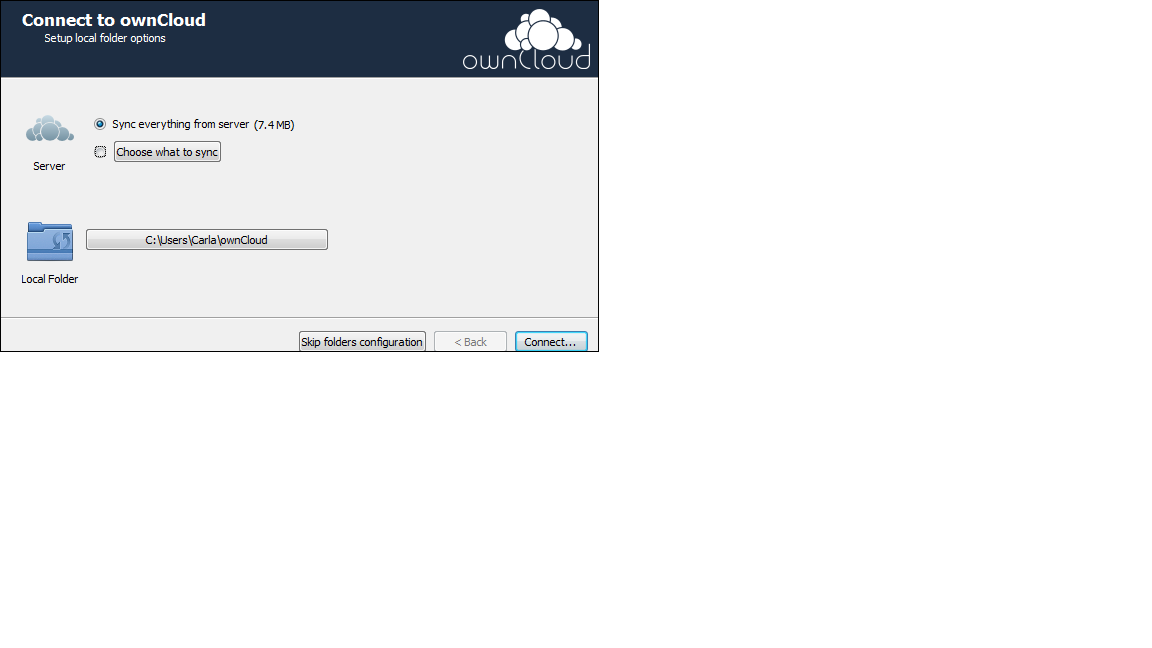 Connect to ownCloud
Setup local folder options
ownCloud
Sync everything from server (7.4 MB)
Choose what to sync
Server
C:\Users\Carla\ownCloud
Local Folder
Skip folders configuration
< Back
Connect...